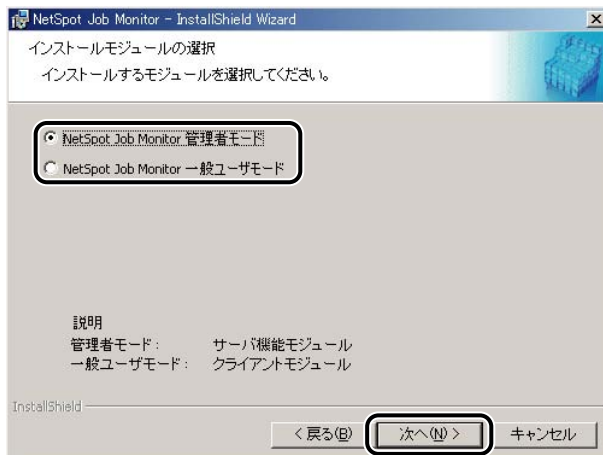 NetSpot Job Monitor - InstallShield Wizard
インストールモジュールの選択
インストールするモジュールを選択してください。
NetSpot Job Monitor 管理者モード
NetSpot Job Monitor 一般ユーザモード
説明
管理者モード： サーバ機能モジュール
一般ユーザモード： クライアントモジュール
InstallShield
< 戻る(B)
次へ(N) >
キャンセル